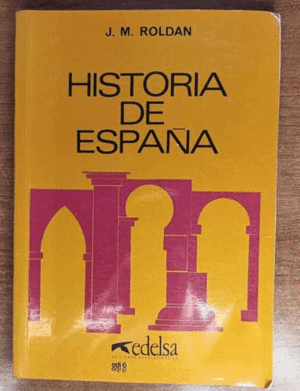 J. M. ROLDAN
HISTORIA
DE
ESPAÑA
edelsa